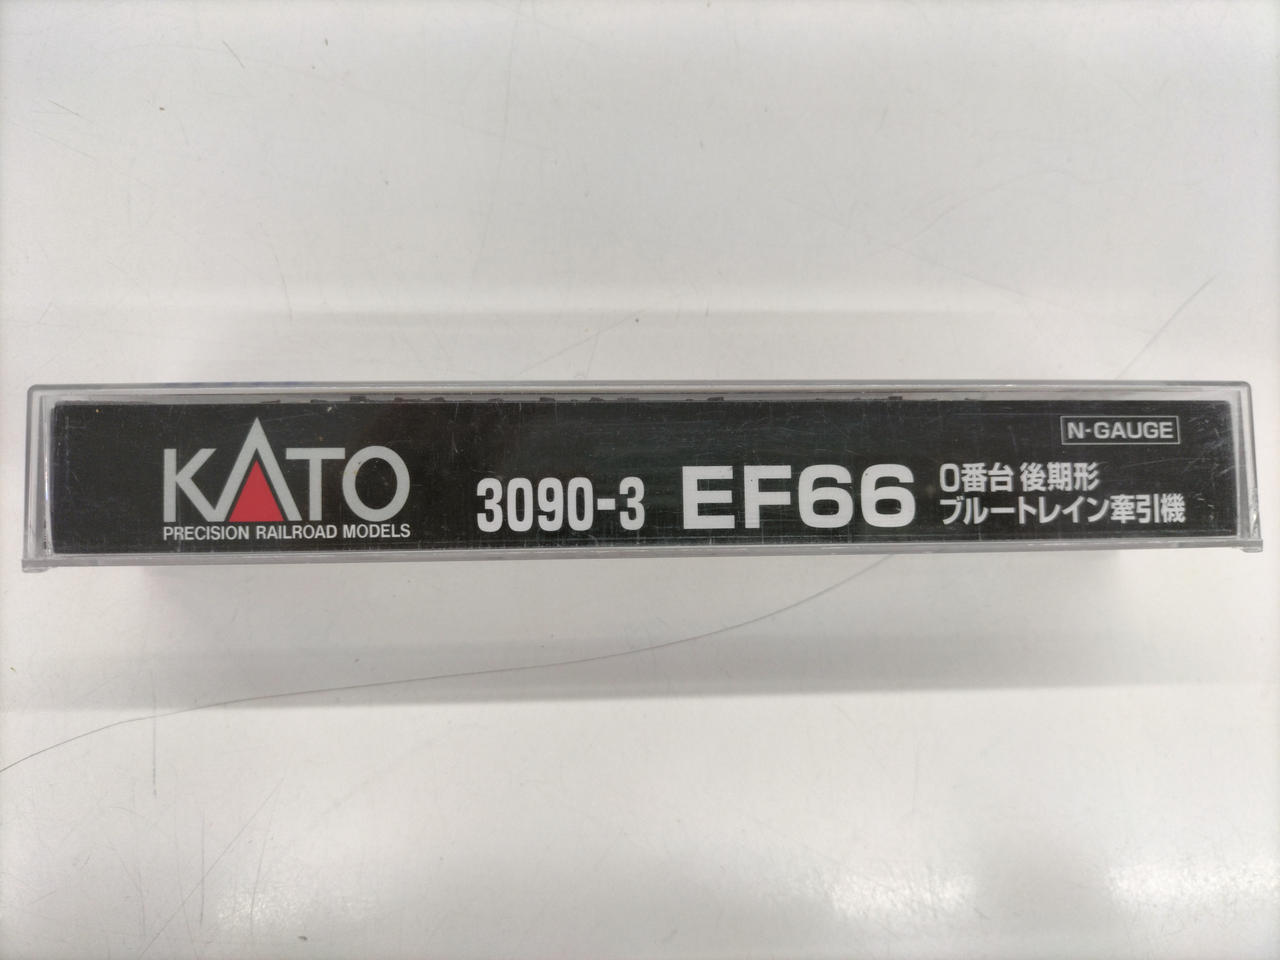 KATO
PRECISION RAILROAD MODELS
3090-3
EF66
0番台 後期形
ブルートレイン牽引機
N-GAUGE